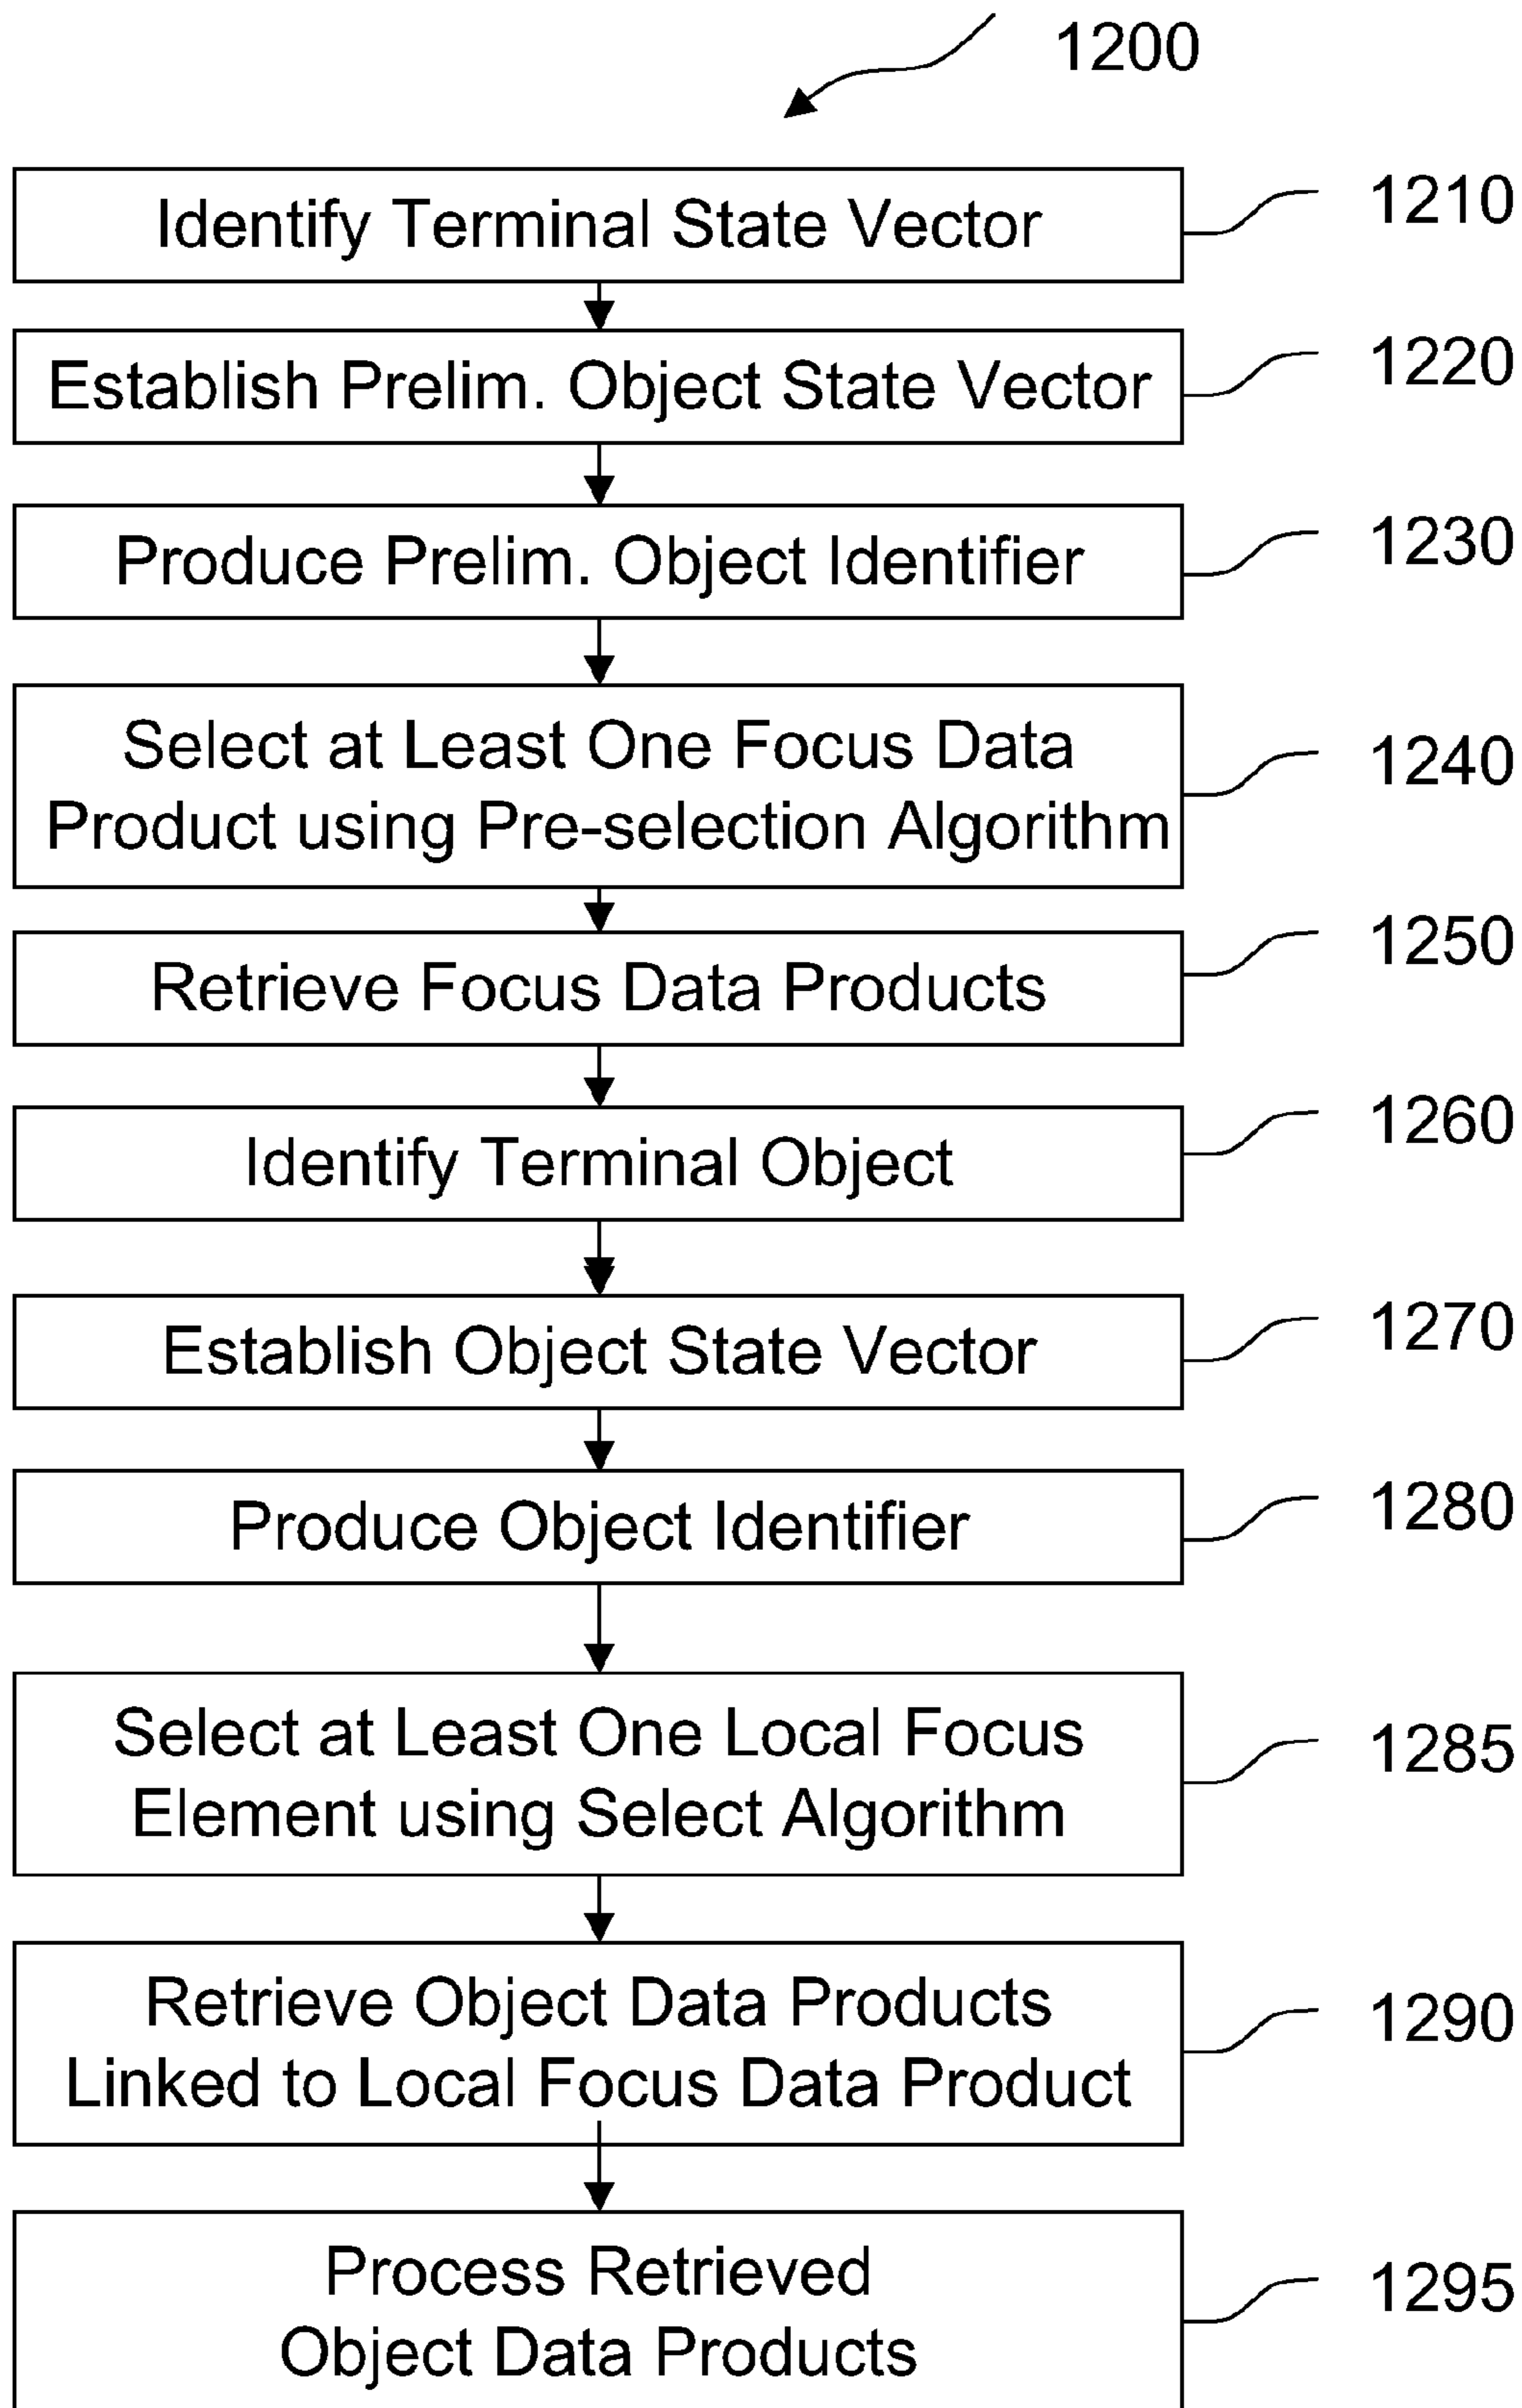 1200
Identify Terminal State Vector
1210
Establish Prelim. Object State Vector
1220
Produce Prelim. Object Identifier
1230
Select at Least One Focus Data
Product using Pre-selection Algorithm
1240
Retrieve Focus Data Products
1250
Identify Terminal Object
1260
Establish Object State Vector
1270
Produce Object Identifier
1280
Select at Least One Local Focus
Element using Select Algorithm
1285
Retrieve Object Data Products
Linked to Local Focus Data Product
1290
Process Retrieved
Object Data Products
1295